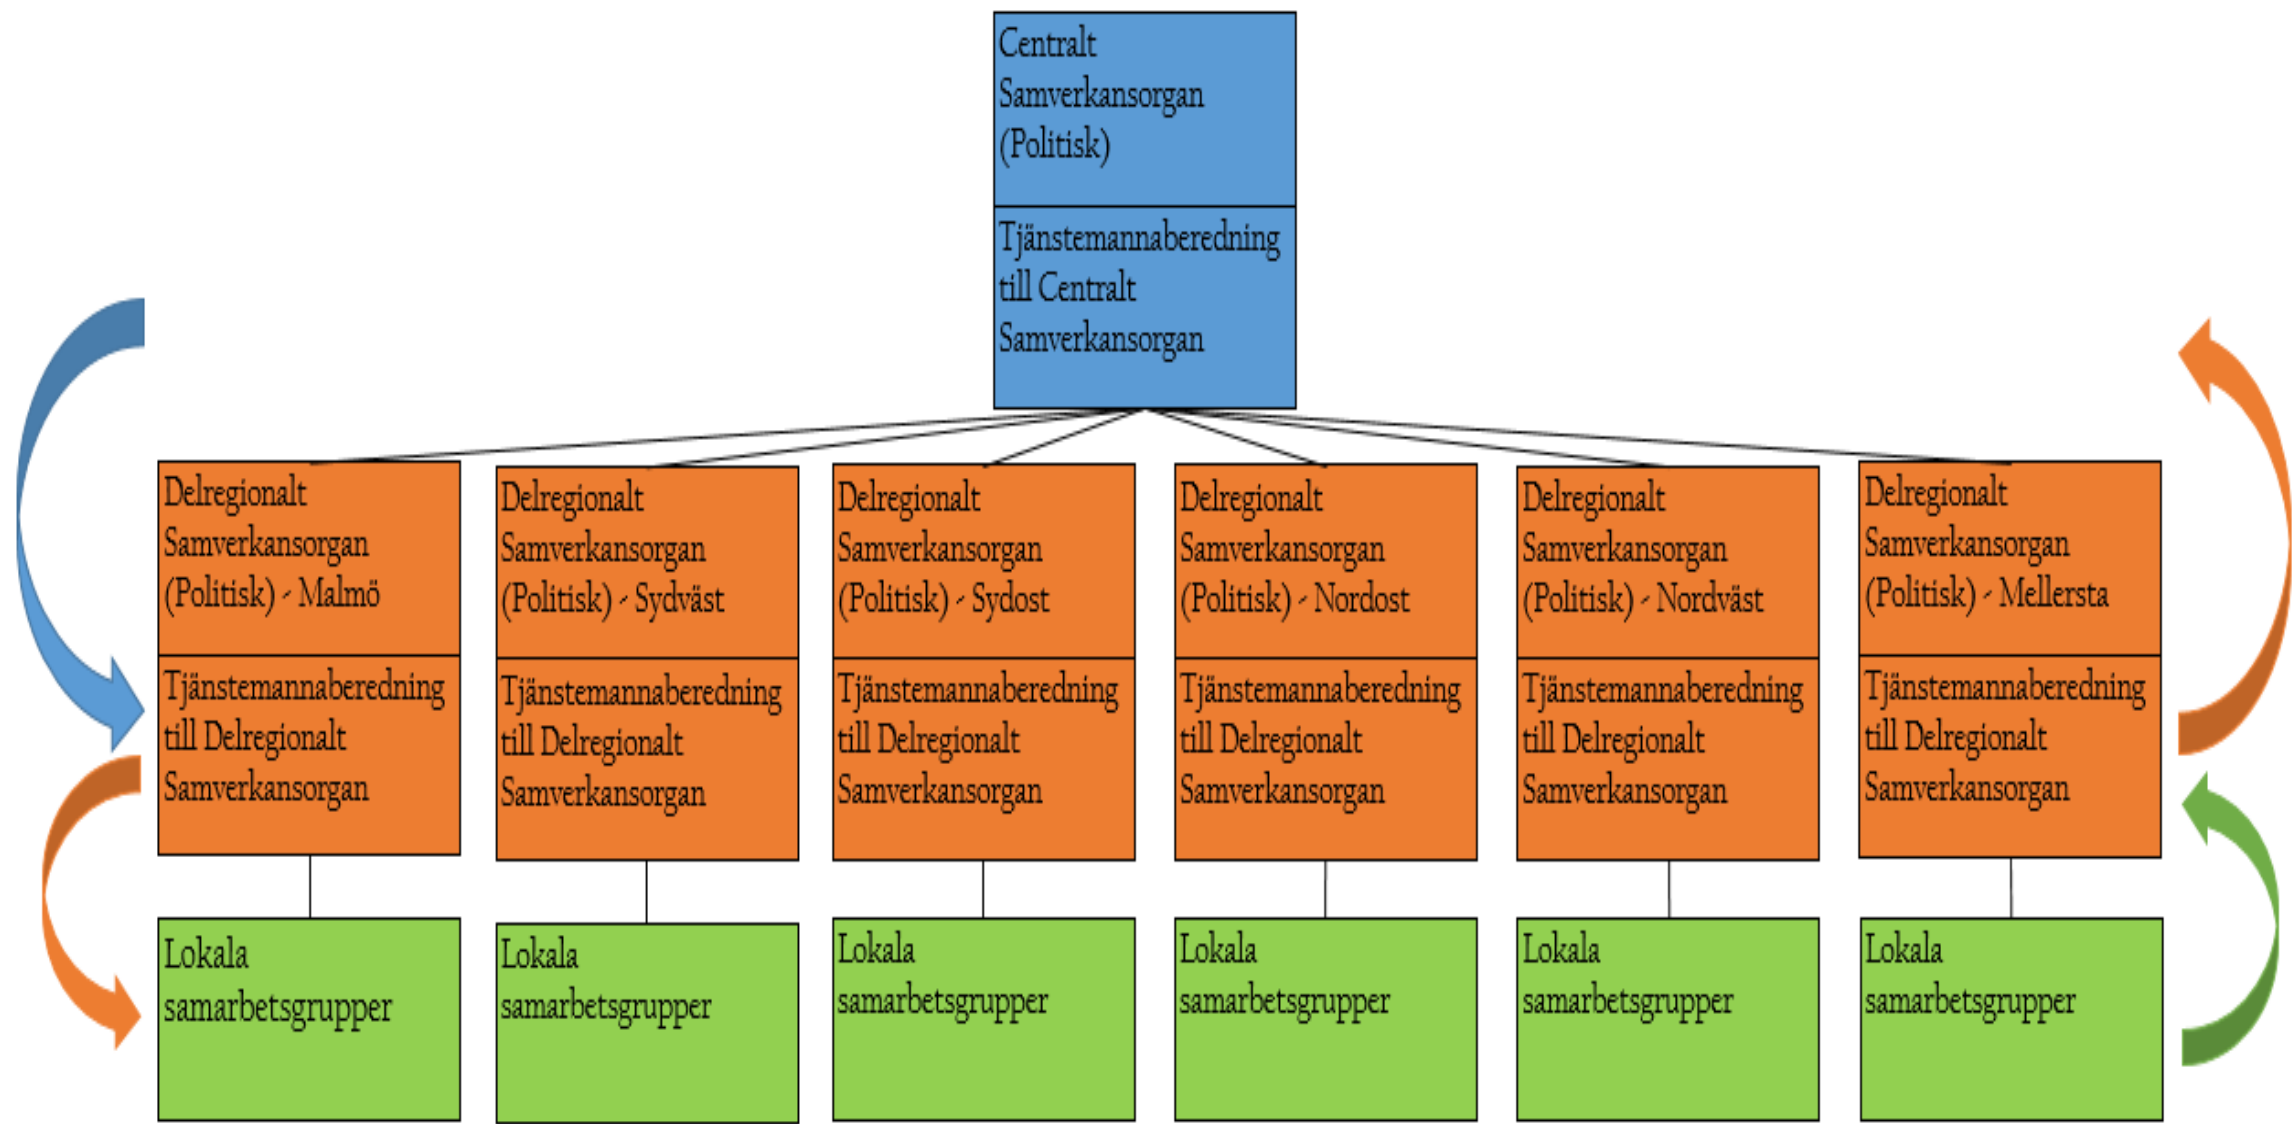 Centralt
Samverkansorgan
(Politisk)
Tjänstemannaberedning
till Centralt
Samverkansorgan
Delregionalt
Samverkansorgan
(Politisk) - Malmö
Tjänstemannaberedning
till Delregionalt
Samverkansorgan
Delregionalt
Samverkansorgan
(Politisk) - Sydväst
Tjänstemannaberedning
till Delregionalt
Samverkansorgan
Delregionalt
Samverkansorgan
(Politisk) - Sydost
Tjänstemannaberedning
till Delregionalt
Samverkansorgan
Delregionalt
Samverkansorgan
(Politisk) - Nordost
Tjänstemannaberedning
till Delregionalt
Samverkansorgan
Delregionalt
Samverkansorgan
(Politisk) - Nordväst
Tjänstemannaberedning
till Delregionalt
Samverkansorgan
Delregionalt
Samverkansorgan
(Politisk) - Mellersta
Tjänstemannaberedning
till Delregionalt
Samverkansorgan
Lokala
samarbetsgrupper
Lokala
samarbetsgrupper
Lokala
samarbetsgrupper
Lokala
samarbetsgrupper
Lokala
samarbetsgrupper
Lokala
samarbetsgrupper